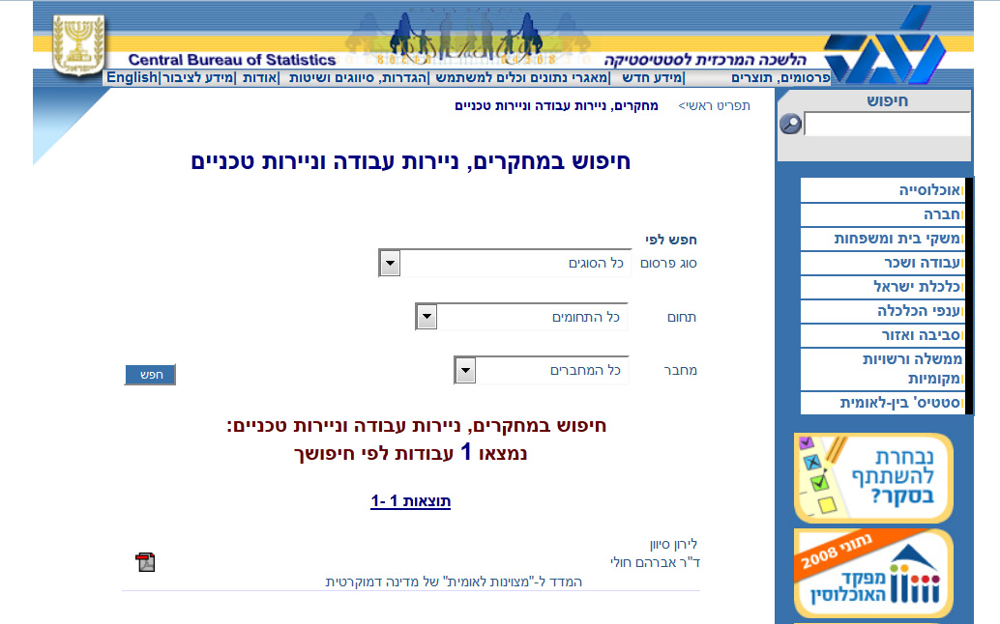 Central Bureau of Statistics
הלשכה המרכזית לסטטיסטיקה
פרסומים, תוצרים |מידע חדש |מאגרי נתונים וכלים למשתמש |הגדרות, סיווגים ושיטות |אודות |מידע לציבור |English
חיפוש
תפריט ראשי> מחקרים, ניירות עבודה וניירות טכניים
חיפוש במחקרים, ניירות עבודה וניירות טכניים
חפש לפי
סוג פרסום כל הסוגים
תחום כל התחומים
מחבר כל המחברים
חפש
חיפוש במחקרים, ניירות עבודה וניירות טכניים:
נמצאו 1 עבודות לפי חיפושך
תוצאות 1 -1
לירון סיוון
ד"ר אברהם חולי
המדד ל-"מצוינות לאומית" של מדינה דמוקרטית
אוכלוסייה
חברה
משקי בית ומשפחות
עבודה ושכר
כלכלת ישראל
ענפי הכלכלה
סביבה ואזור
ממשלה ורשויות
מקומיות
סטטיס' בין-לאומית
נבחרת
להשתתף
בסקר?
נתוני 2008
מפקד
האוכלוסין